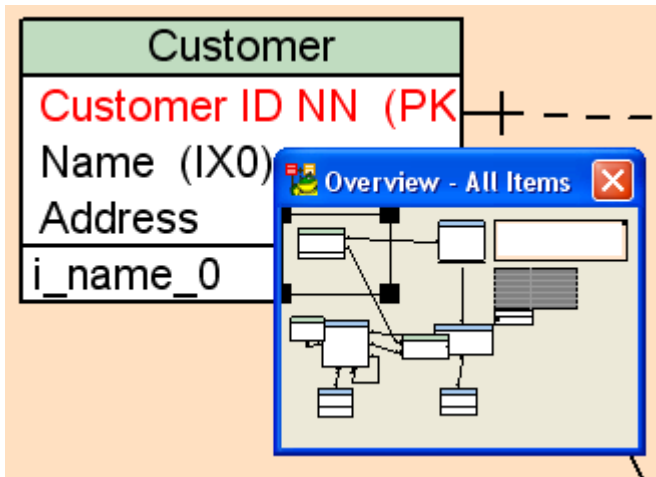 Customer
Customer ID NN (PK
Name (IX0)
Address
i_name_0
Overview - All Items